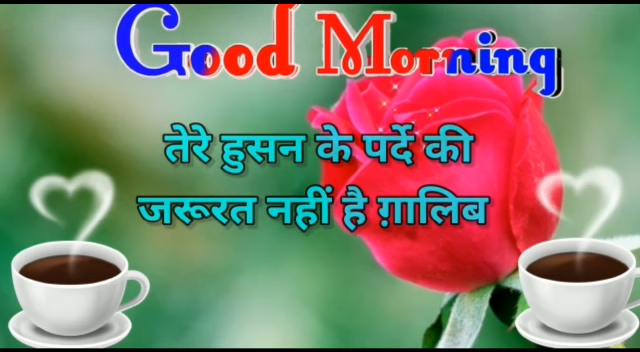 Good Morning
तेरे हुसन के पर्दे की
जरूरत नहीं है ग़ालिब